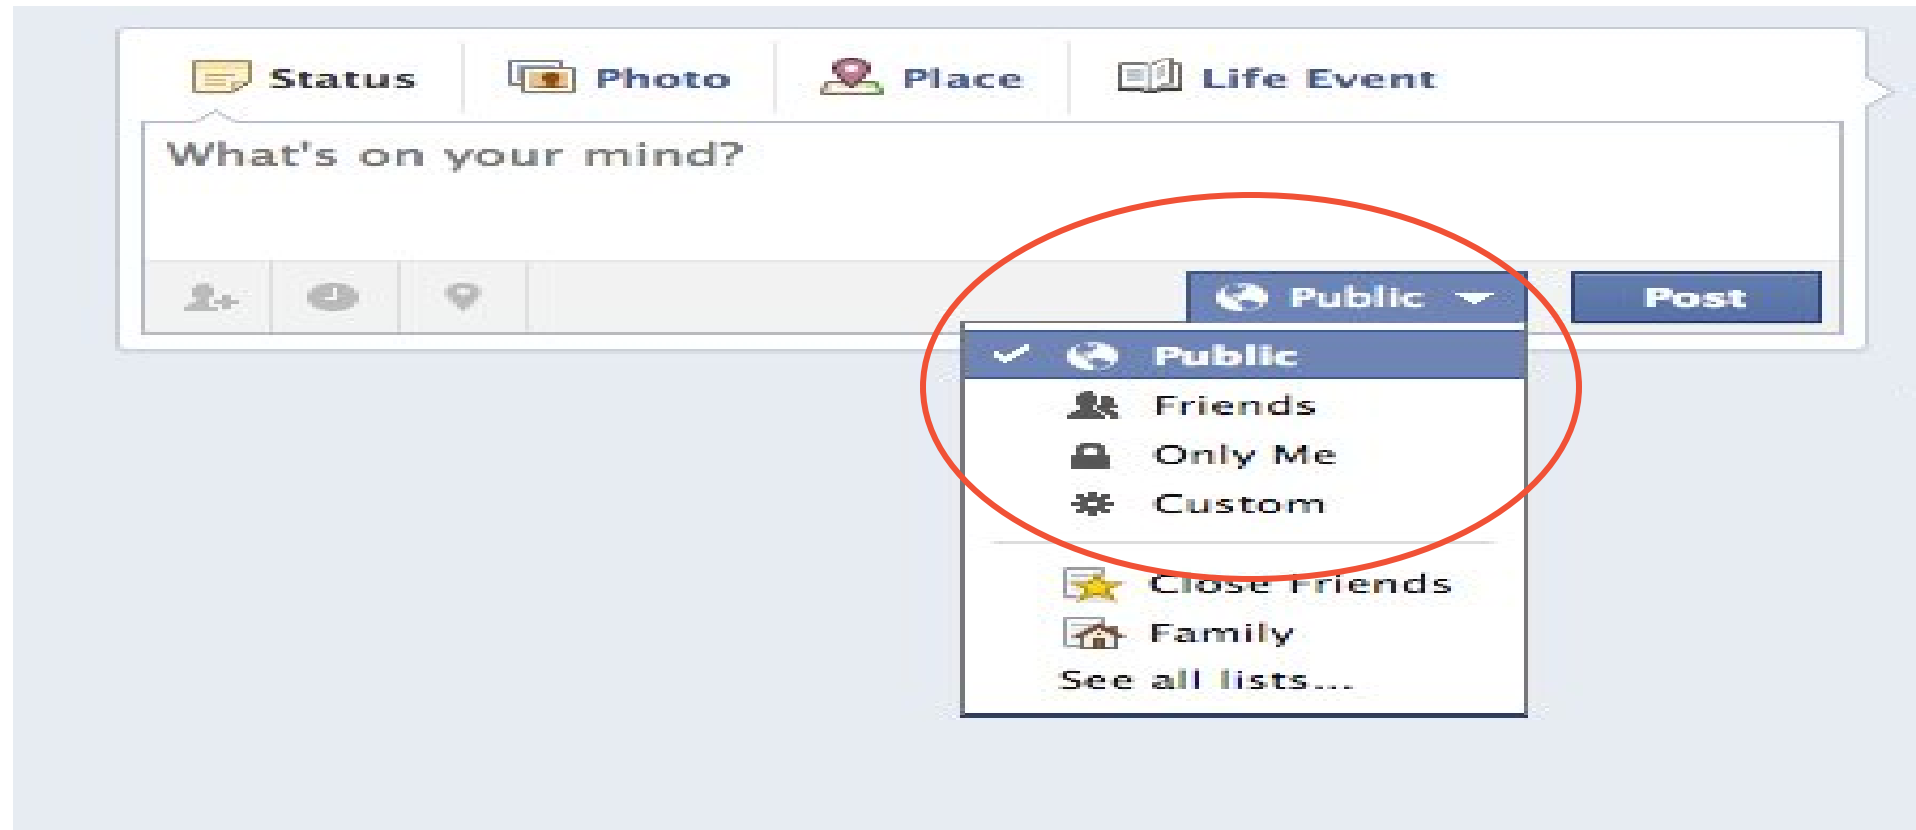 Status Photo Place Life Event
What's on your mind?
Public Post
Public
Friends
Only Me
Custom
Close Friends
Family
See all lists...